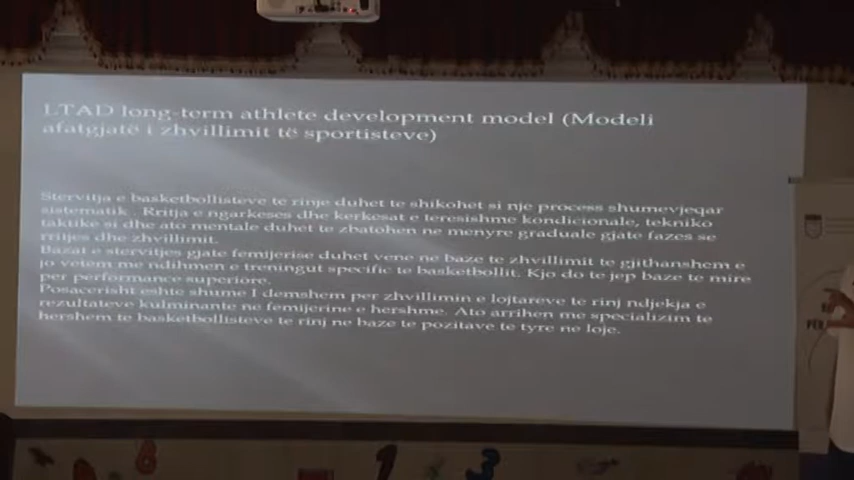 LTAD long-term athlete development model (Modeli
afatgjatë i zhvillimit të sportisteve)
Stervitja e basketbollisteve te rinje duhet te shikohet si nje process shumevjeqar
sistematik . Rritja e ngarkeses dhe kerkesat e teresishme kondicionale, tekniko
taktike si dhe ato mentale duhet te zbatohen ne menyre graduale gjate fazes se
rritjes dhe zhvillimit.
Bazat e stervitjes gjate femijerise duhet vene ne baze te zhvillimit te gjithanshem e
jo vetem me ndihmen e treningut specific te basketbollit. Kjo do te jep baze te mire
per performance superiore.
Posacerisht eshte shume I demshem per zhvillimin e lojtareve te rinj ndjekja e
rezultateve kulminante ne femijerine e hershme. Ato arrihen me specializim te
hershem te basketbollisteve te rinj ne baze te pozitave te tyre ne loje.